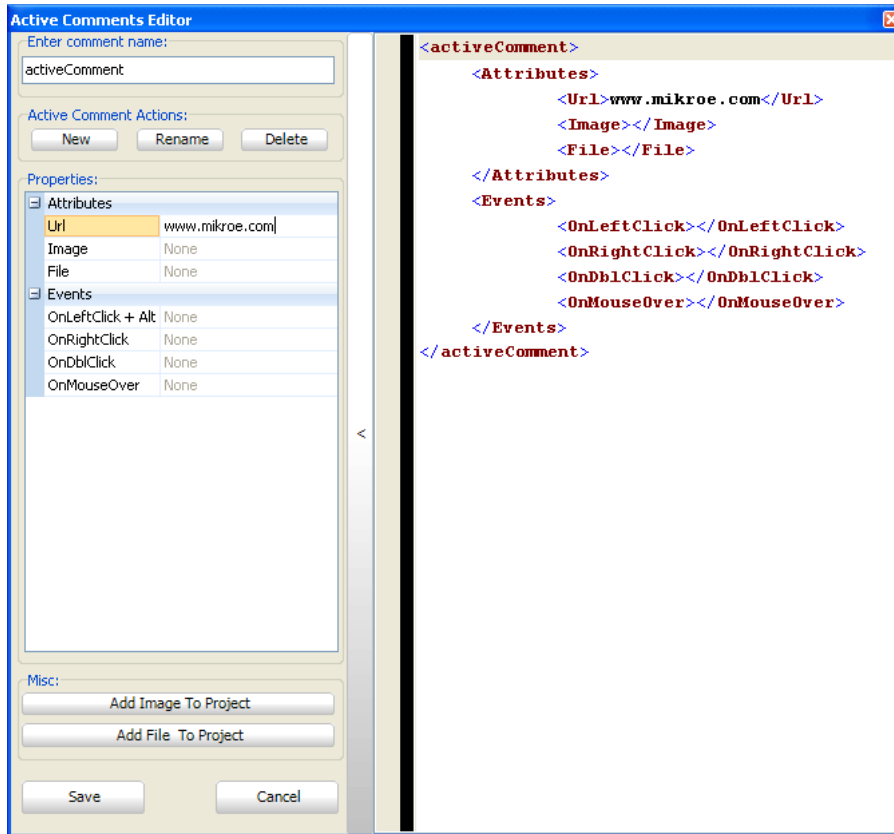 Active Comments Editor
Enter comment name:
activeComment
Active Comment Actions:
New Rename Delete
Properties:
Attributes
Url www.mikroe.com
Image None
File None
Events
OnLeftClick + Alt None
OnRightClick None
OnDblClick None
OnMouseOver None
Misc:
Add Image To Project
Add File To Project
Save Cancel
<
<activeComment>
<Attributes>
<Url>www.mikroe.com</Url>
<Image></Image>
<File></File>
</Attributes>
<Events>
<OnLeftClick></OnLeftClick>
<OnRightClick></OnRightClick>
<OnDblClick></OnDblClick>
<OnMouseOver></OnMouseOver>
</Events>
</activeComment>